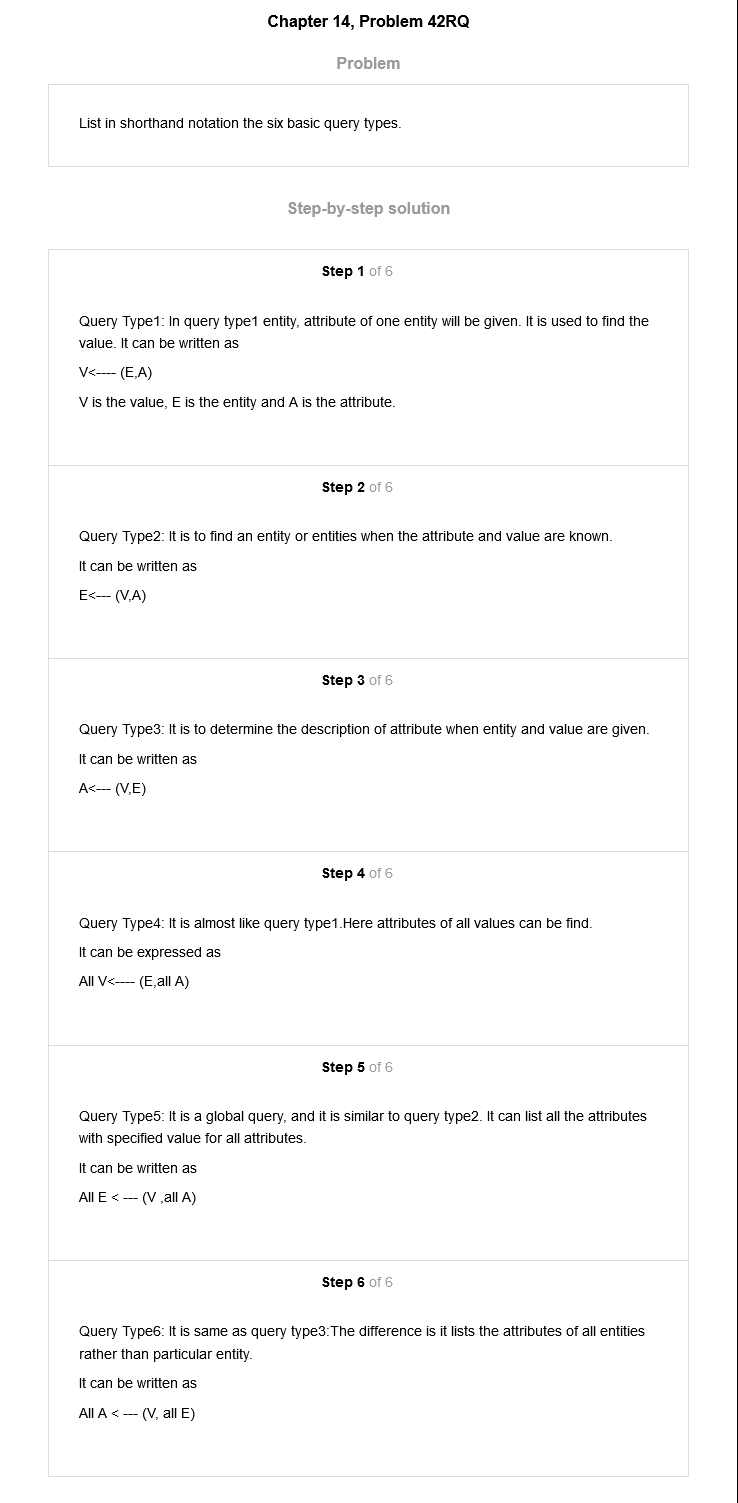 Chapter 14, Problem 42RQ
Problem
List in shorthand notation the six basic query types.
Step-by-step solution
Step 1 of 6
Query Type1: In query type1 entity, attribute of one entity will be given. It is used to find the
value. It can be written as
V<---- (E,A)
V is the value, E is the entity and A is the attribute.
Step 2 of 6
Query Type2: It is to find an entity or entities when the attribute and value are known.
It can be written as
E<--- (V,A)
Step 3 of 6
Query Type3: It is to determine the description of attribute when entity and value are given.
It can be written as
A<--- (V,E)
Step 4 of 6
Query Type4: It is almost like query type1.Here attributes of all values can be find.
It can be expressed as
All V<---- (E,all A)
Step 5 of 6
Query Type5: It is a global query, and it is similar to query type2. It can list all the attributes
with specified value for all attributes.
It can be written as
All E < --- (V ,all A)
Step 6 of 6
Query Type6: It is same as query type3:The difference is it lists the attributes of all entities
rather than particular entity.
It can be written as
All A < --- (V, all E)